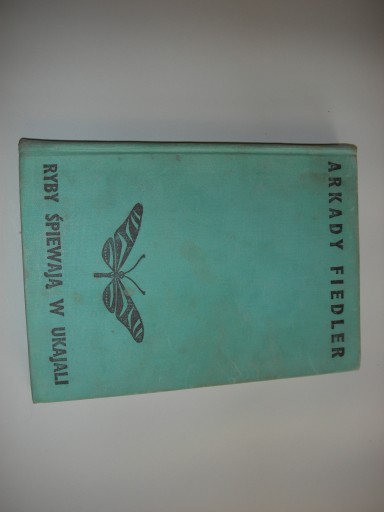 ARKADY FIEDLER
RYBY ŚPIEWAJĄ W UKAJALI